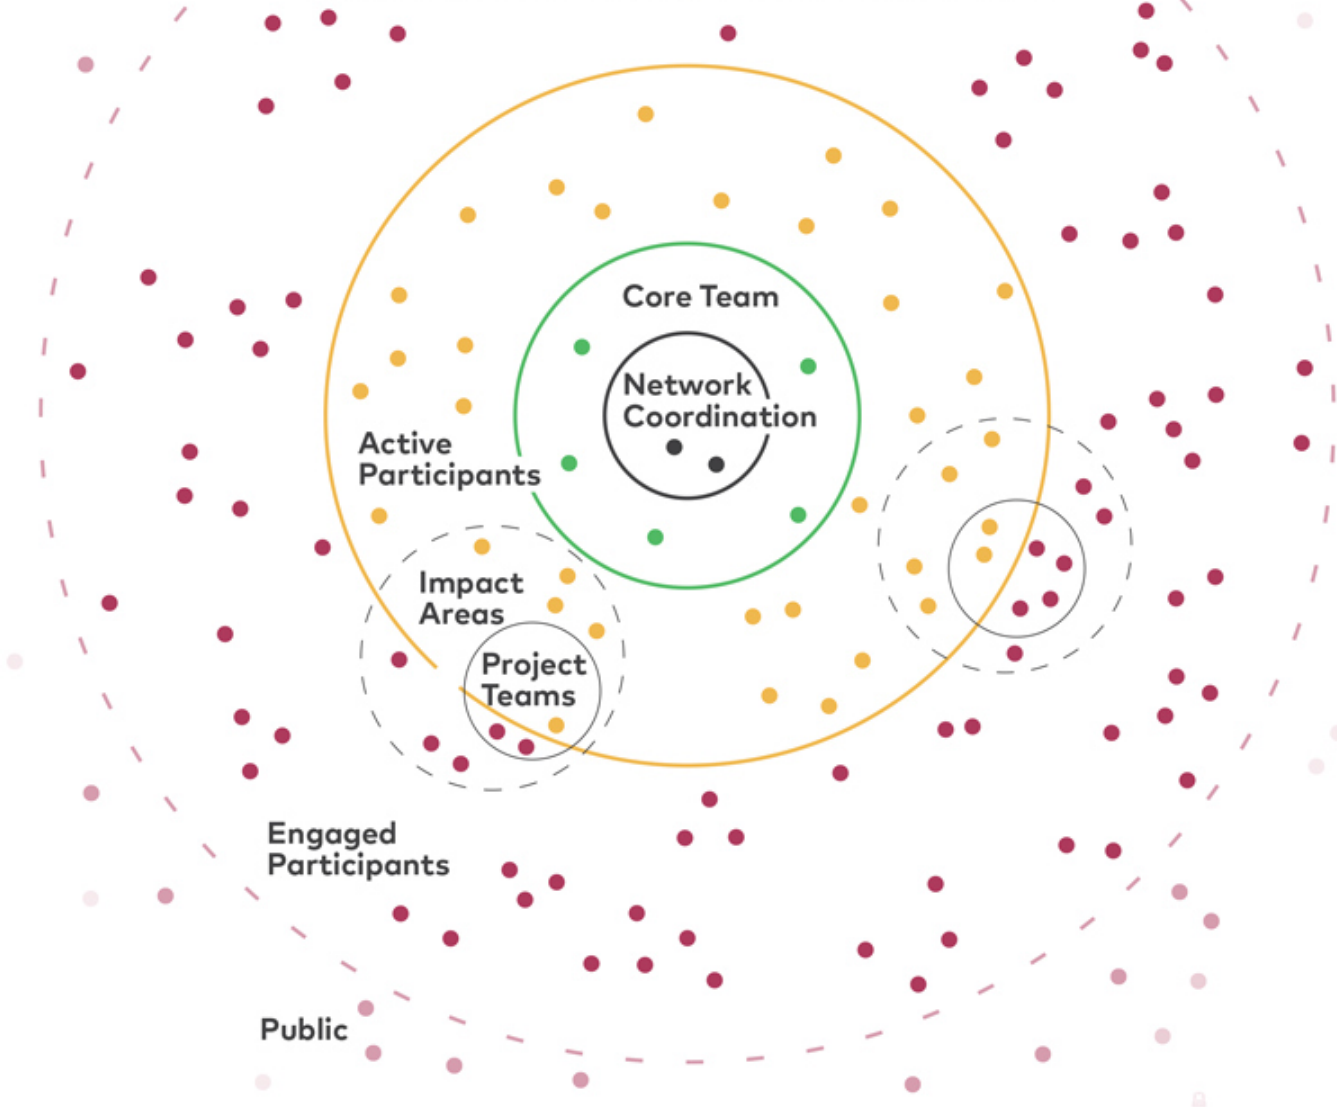 Core Team
Network
Coordination
Active
Participants
Impact
Areas
Project
Teams
Engaged
Participants
Public